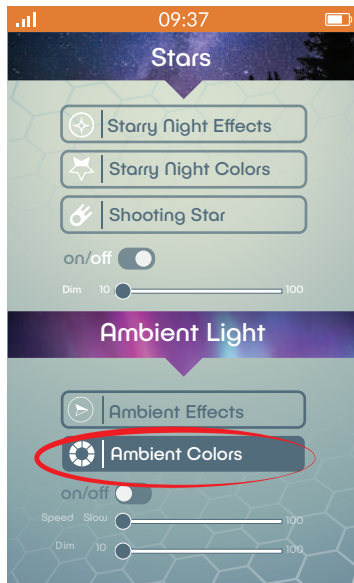 09:37
Stars
Starry Night Effects
Starry Night Colors
Shooting Star
on/off
Dim 10 100
Ambient Light
Ambient Effects
Ambient Colors
on/off
Speed Slow 100
Dim 10 100